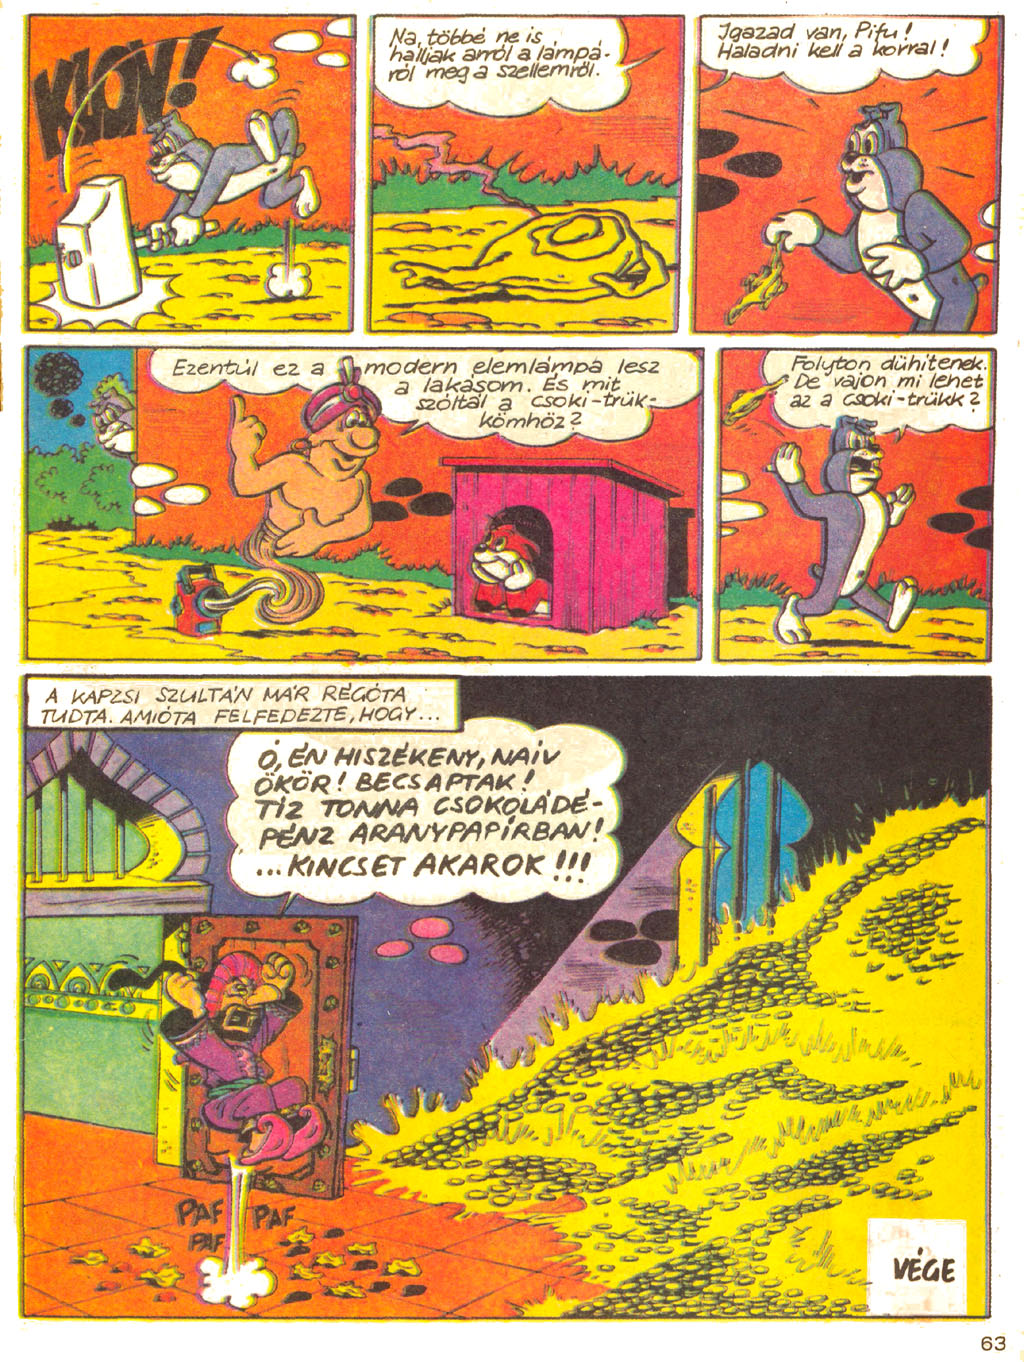 KLONI!
Na, többé ne is
halljak arról a lámpá-
ról meg a szellemről.
Igazad van, Pifu!
Haladni kell a korral!
Ezentúl ez a modern elemlámpa lesz
a lakásom. És mit
szóltál a csoki-trük-
kömhöz?
Folyton dühítenek.
De vajon mi lehet
az a csoki-trükk?
A KAPZSI SZULTÁN MÁR RÉGÓTA
TUDTA. AMIÓTA FELFEDEZTE, HOGY...
Ó, ÉN HISZÉKENY, NAIV
ÖKÖR! BECSAPTAK!
TÍZ TONNA CSOKOLÁDÉ-
PÉNZ ARANYPAPÍRBAN!
...KINCSET AKAROK!!!
PAF PAF
PAF
VÉGE
63